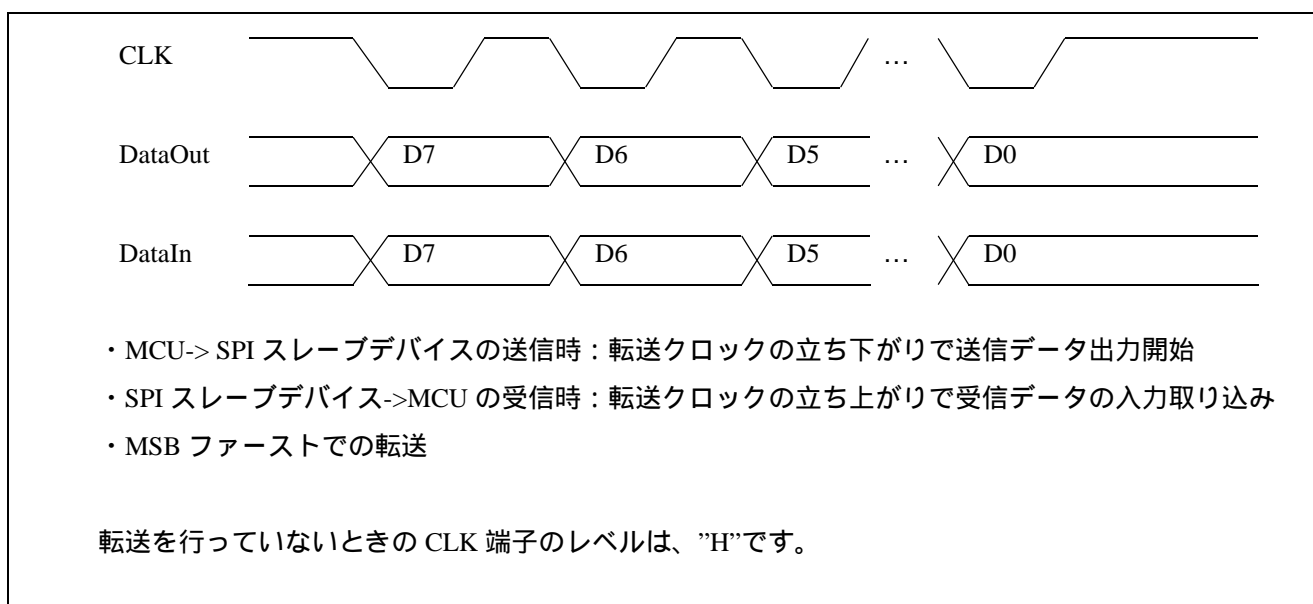 CLK …
DataOut D7 D6 D5 … D0
DataIn D7 D6 D5 … D0
・MCU-> SPI スレーブデバイスの送信時：転送クロックの立ち下がりで送信データ出力開始
・SPI スレーブデバイス->MCU の受信時：転送クロックの立ち上がりで受信データの入力取り込み
・MSB ファーストでの転送
転送を行っていないときの CLK 端子のレベルは、”H”です。